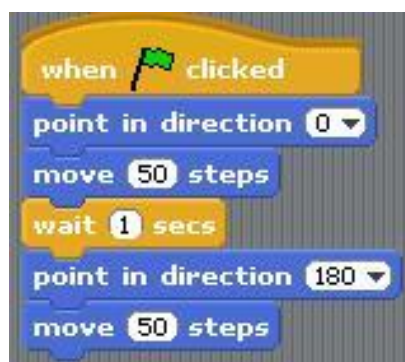 when clicked
point in direction 0
move 50 steps
wait 1 secs
point in direction 180
move 50 steps